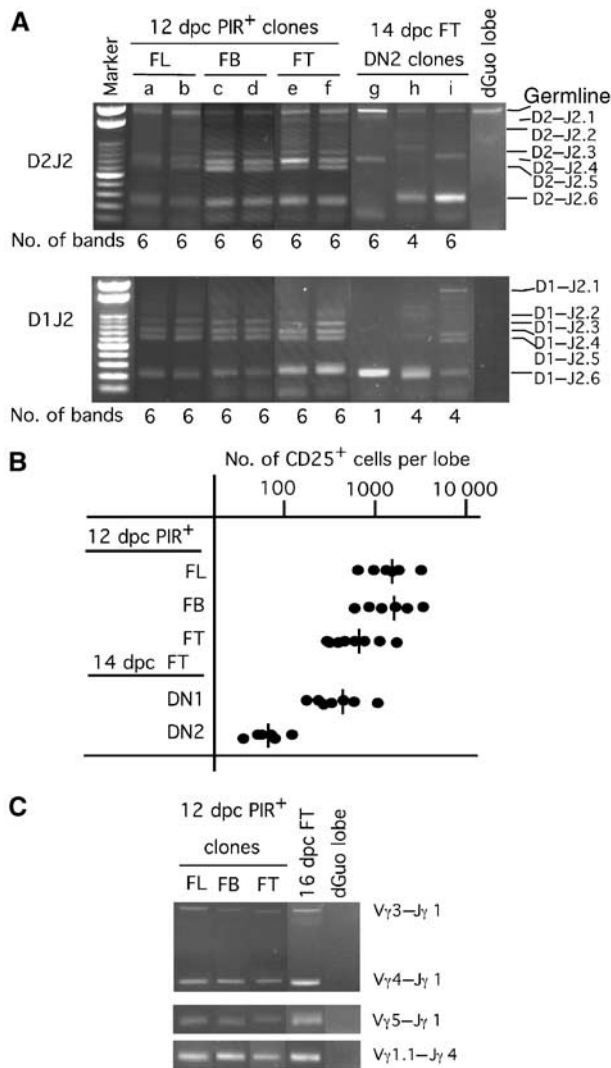 A
12 dpc PIR+ clones
14 dpc FT
DN2 clones
Marker
FL
FB
FT
dGuo lobe
a b c d e f g h i
Germline
D2J2
D2–J2.1
D2–J2.2
D2–J2.3
D2–J2.4
D2–J2.5
D2–J2.6
No. of bands 6 6 6 6 6 6 6 4 6
D1J2
D1–J2.1
D1–J2.2
D1–J2.3
D1–J2.4
D1–J2.5
D1–J2.6
No. of bands 6 6 6 6 6 6 1 4 4
B
No. of CD25+ cells per lobe
100 1000 10 000
12 dpc PIR+
FL
FB
FT
14 dpc FT
DN1
DN2
C
12 dpc PIR+
clones
FL FB FT
16 dpc FT
dGuo lobe
Vγ3–Jγ 1
Vγ4–Jγ 1
Vγ5–Jγ 1
Vγ1.1–Jγ 4